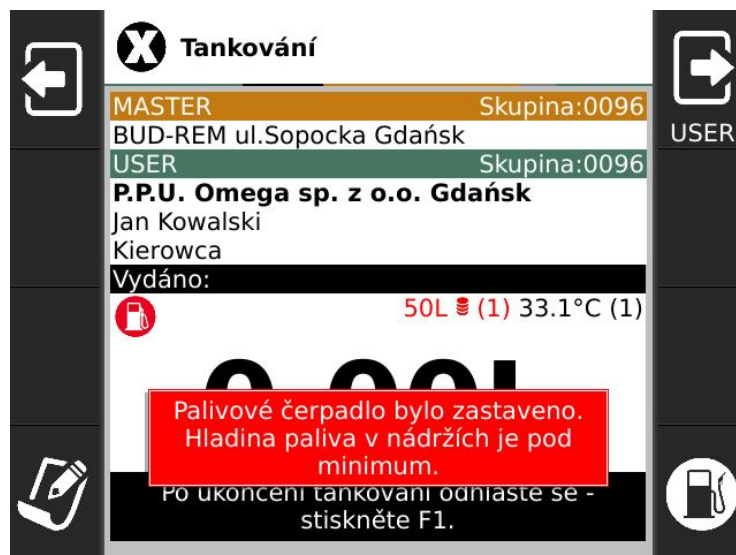 Tankování
MASTER Skupina:0096
BUD-REM ul.Sopocka Gdańsk
USER
USER Skupina:0096
P.P.U. Omega sp. z o.o. Gdańsk
Jan Kowalski
Kierowca
Vydáno:
50L (1) 33.1°C (1)
0.00L
Palivové čerpadlo bylo zastaveno.
Hladina paliva v nádržích je pod
minimum.
Po ukončení tankování odhlaste se -
stiskněte F1.